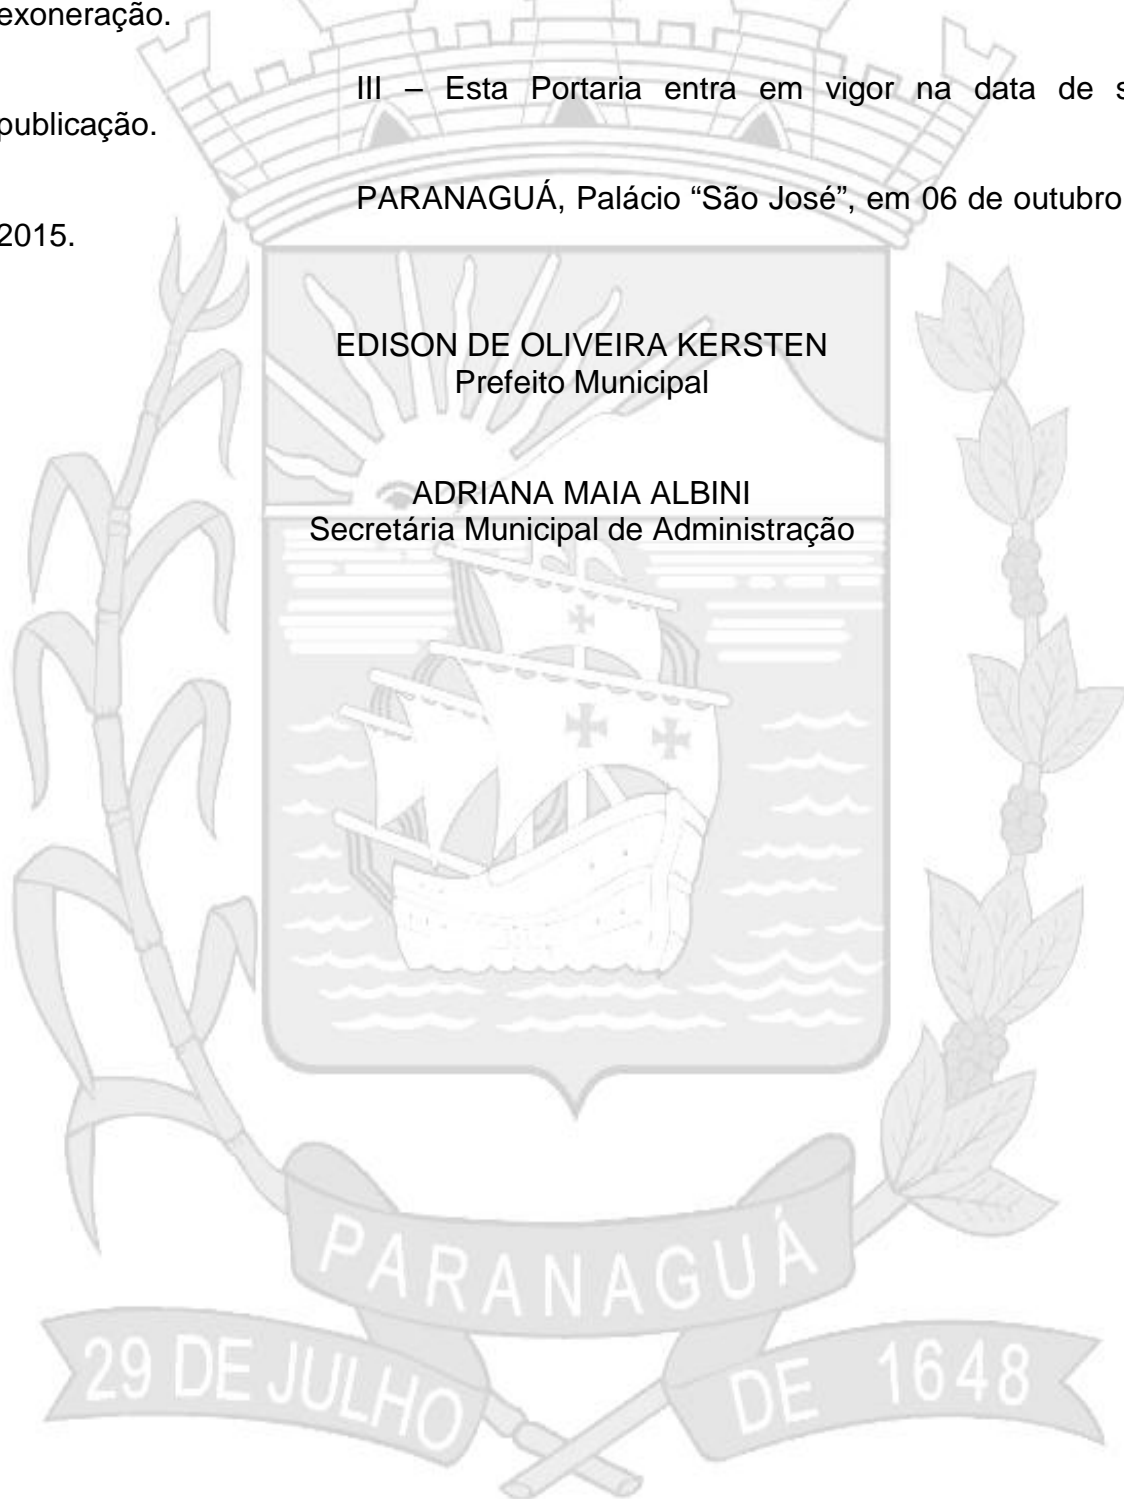 exoneração.
III – Esta Portaria entra em vigor na data de s
publicação.
PARANAGUÁ, Palácio “São José”, em 06 de outubro
2015.
EDISON DE OLIVEIRA KERSTEN
Prefeito Municipal
ADRIANA MAIA ALBINI
Secretária Municipal de Administração
PARANAGUÁ
29 DE JULHO DE 1648